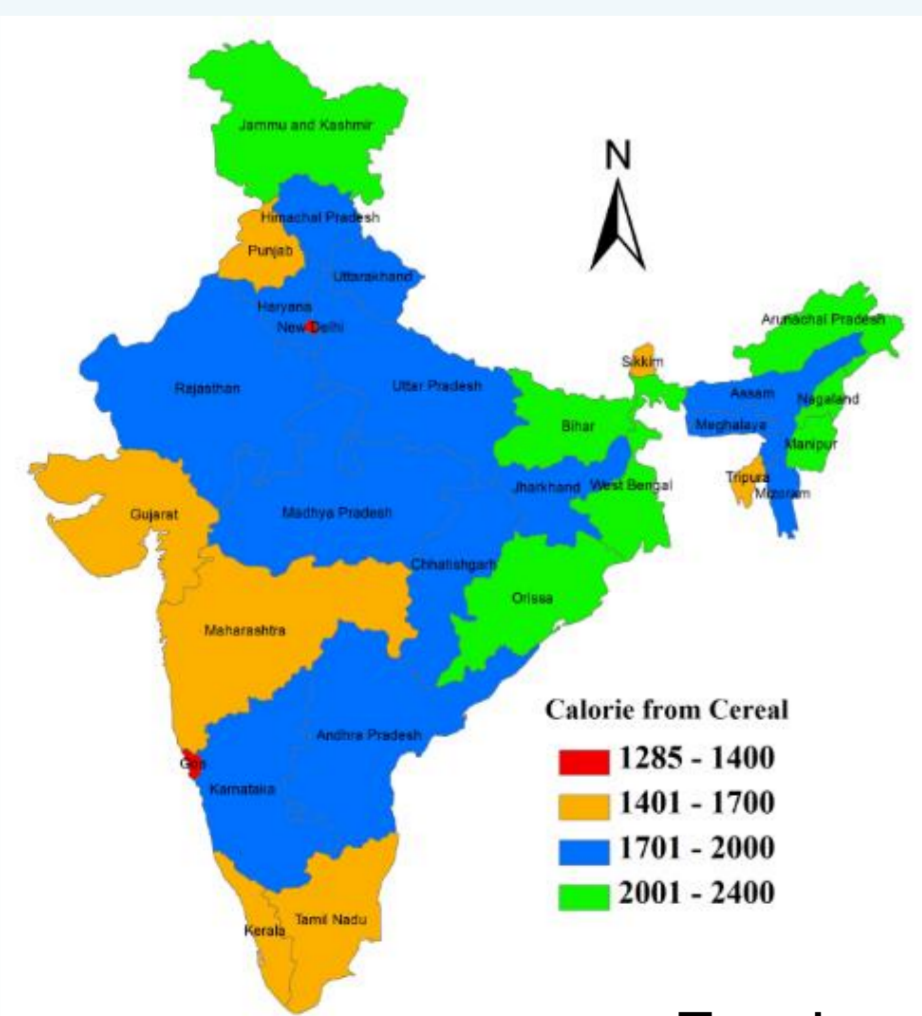 Jammu and Kashmir
N
Himachal Pradesh
Punjab
Uttarakhand
Haryana
New Delhi
Arunachal Pradesh
Sikkim
Rajasthan
Uttar Pradesh
Assam
Nagaland
Bihar
Meghalaya
Manipur
Tripura
Mizoram
Jharkhand
West Bengal
Gujarat
Madhya Pradesh
Chhatishgarh
Orissa
Maharashtra
Andhra Pradesh
Goa
Karnataka
Kerala
Tamil Nadu
Calorie from Cereal
1285 - 1400
1401 - 1700
1701 - 2000
2001 - 2400